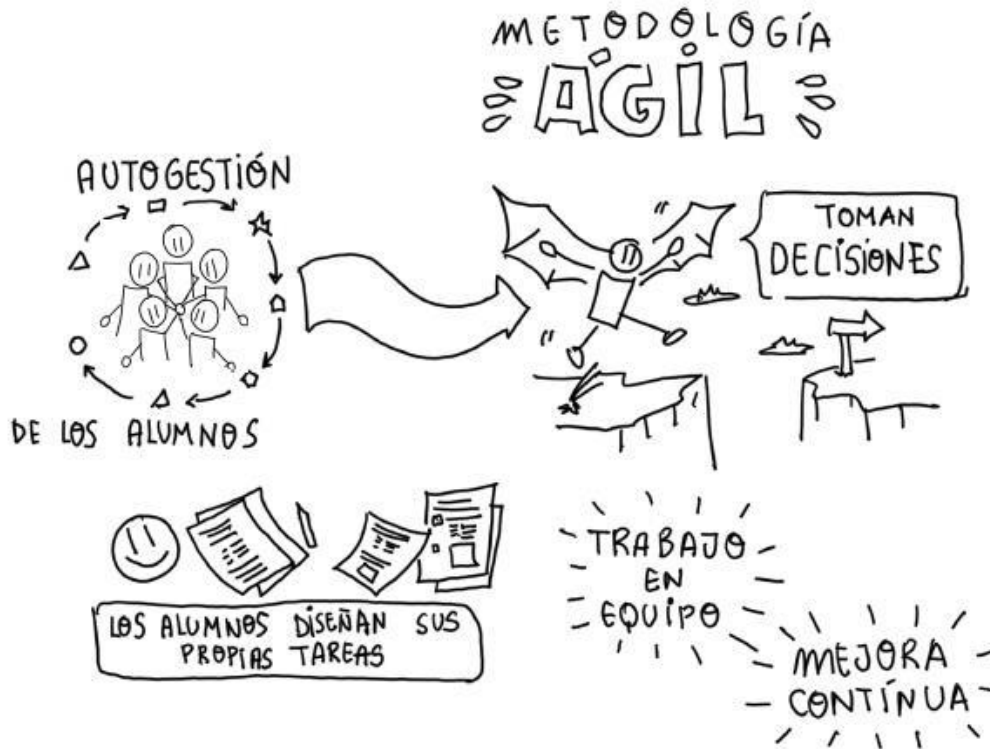 METODOLOGÍA
ÁGIL
AUTOGESTIÓN
DE LOS ALUMNOS
TOMAN
DECISIONES
LOS ALUMNOS DISEÑAN SUS
PROPIAS TAREAS
TRABAJO
EN
EQUIPO
MEJORA
CONTÍNUA